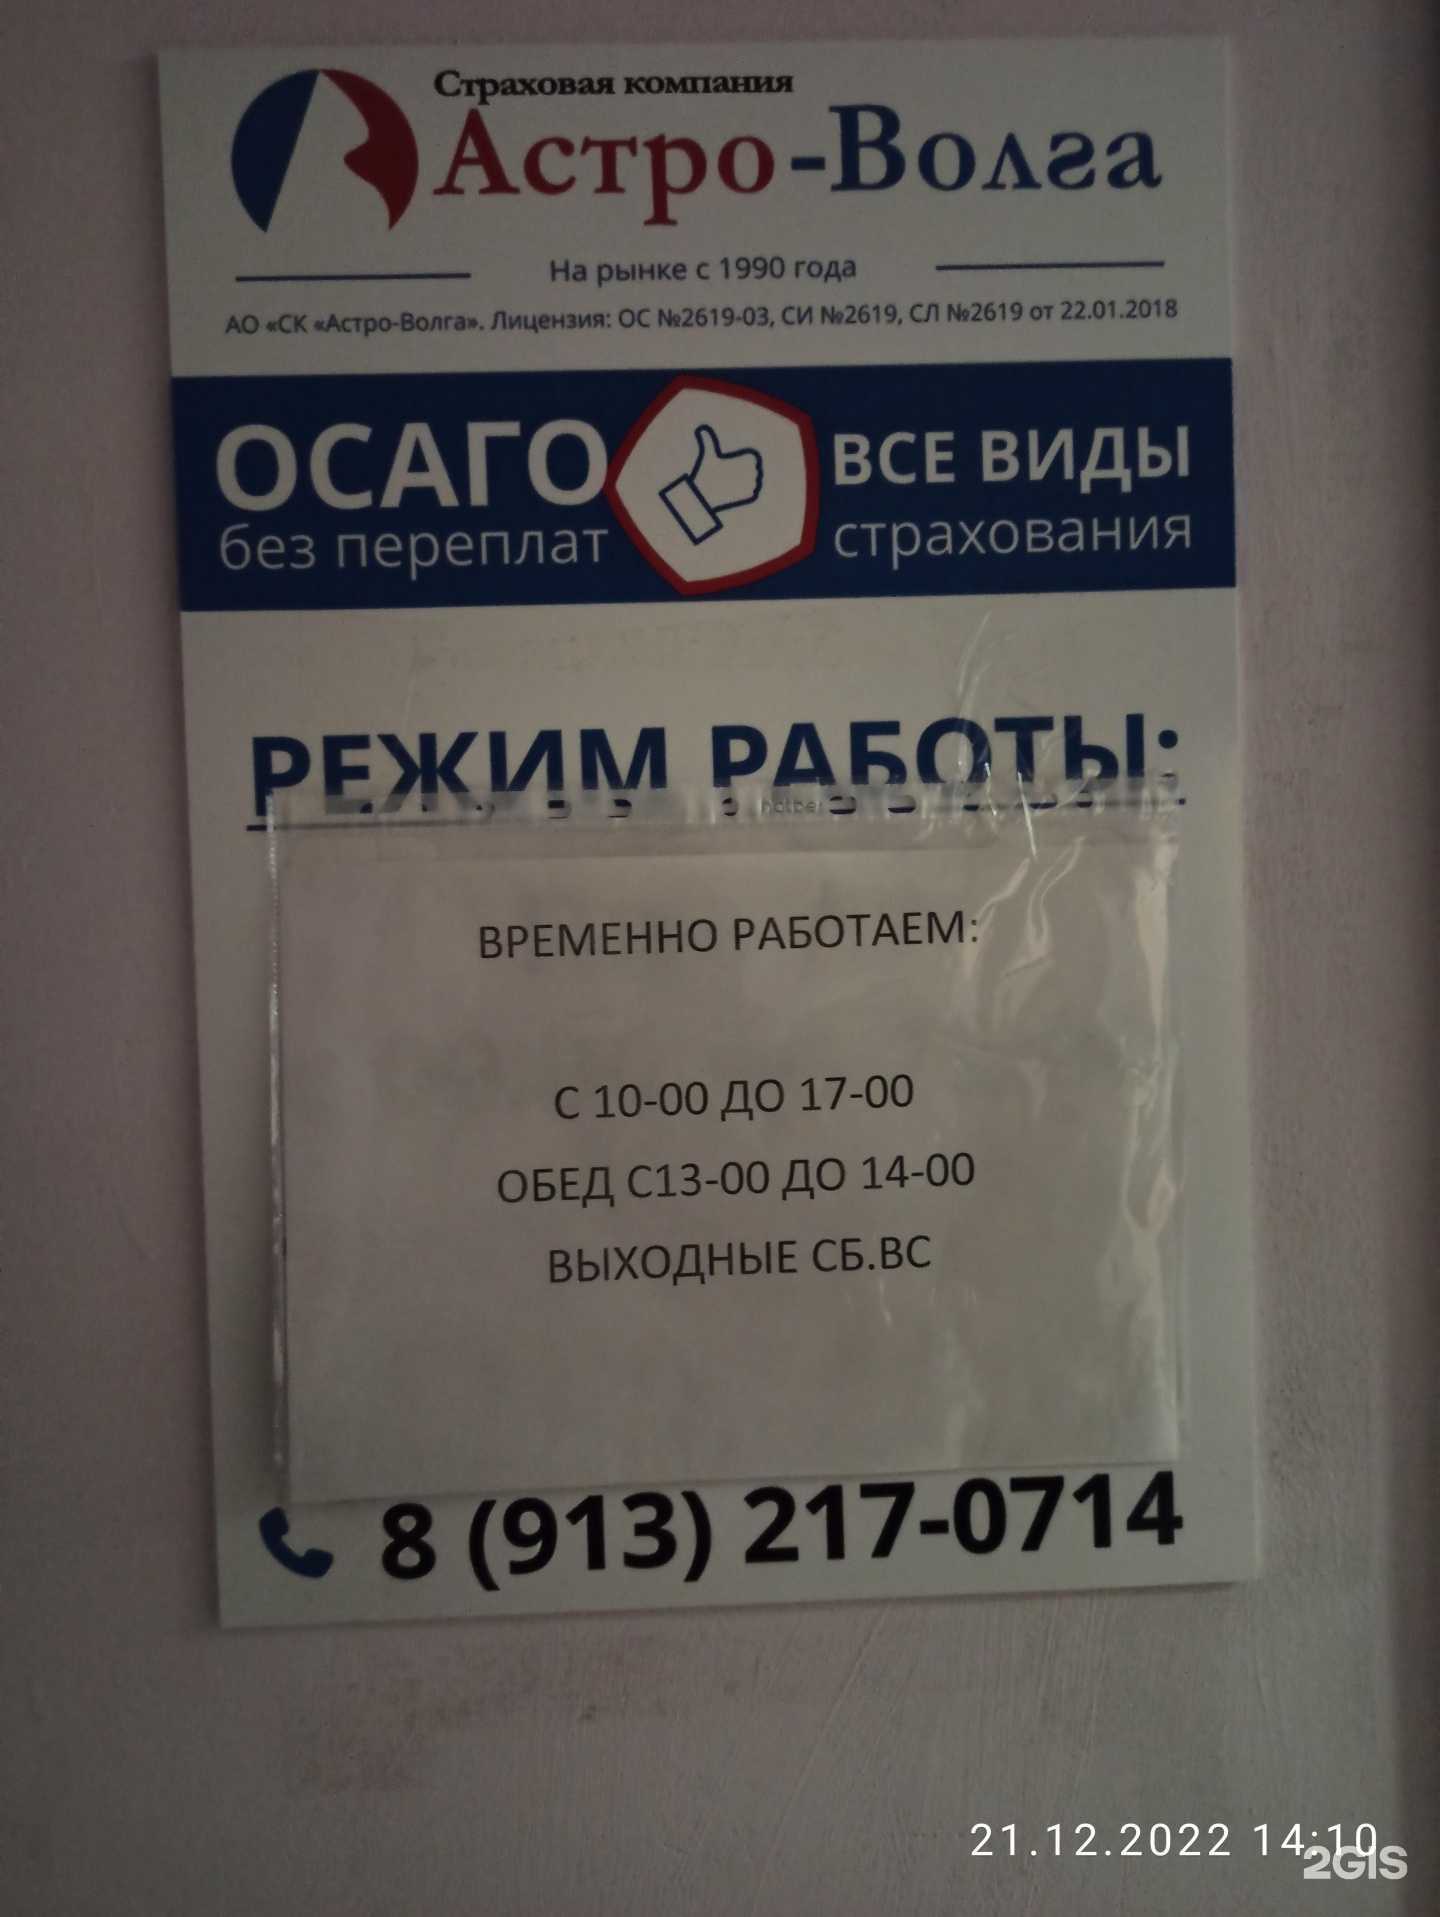 Страховая компания
Астро-Волга
На рынке с 1990 года
АО «СК «Астро-Волга». Лицензия: ОС №2619-03, СИ №2619, СЛ №2619 от 22.01.2018
ОСАГО
без переплат
ВСЕ ВИДЫ
страхования
РЕЖИМ РАБОТЫ:
hatber
ВРЕМЕННО РАБОТАЕМ:
С 10-00 ДО 17-00
ОБЕД С13-00 ДО 14-00
ВЫХОДНЫЕ СБ.ВС
8 (913) 217-0714
21.12.2022 14:10
2GIS